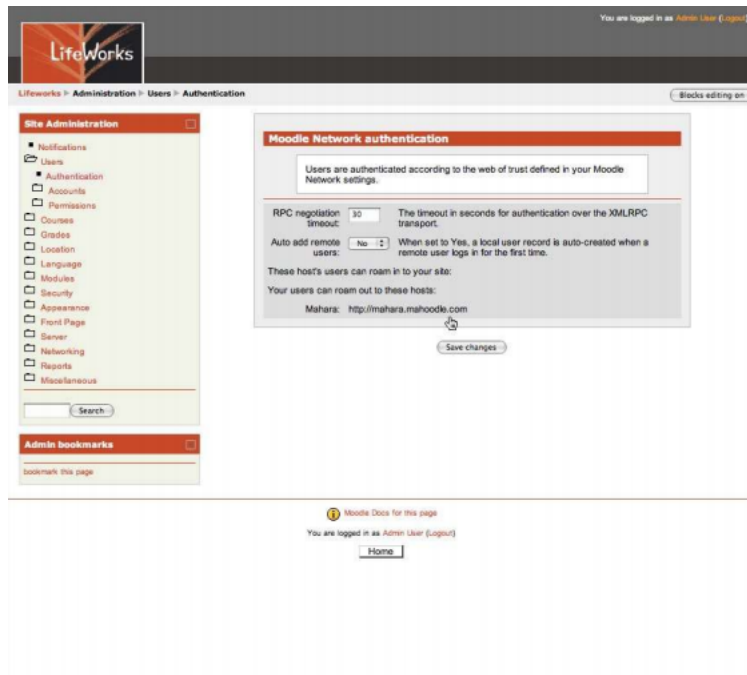 You are logged in as Admin User (Logout)
LifeWorks
Lifeworks ► Administration ► Users ► Authentication
Blocks editing on
Site Administration
Notifications
Users
Authentication
Accounts
Permissions
Courses
Grades
Location
Language
Modules
Security
Appearance
Front Page
Server
Networking
Reports
Miscellaneous
Search
Admin bookmarks
bookmark this page
Moodle Network authentication
Users are authenticated according to the web of trust defined in your Moodle
Network settings.
RPC negotiation timeout: 30 The timeout in seconds for authentication over the XMLRPC
transport.
Auto add remote users: No When set to Yes, a local user record is auto-created when a
remote user logs in for the first time.
These host's users can roam in to your site:
Your users can roam out to these hosts:
Mahara: http://mahara.mahoodle.com
Save changes
Moodle Docs for this page
You are logged in as Admin User (Logout)
Home